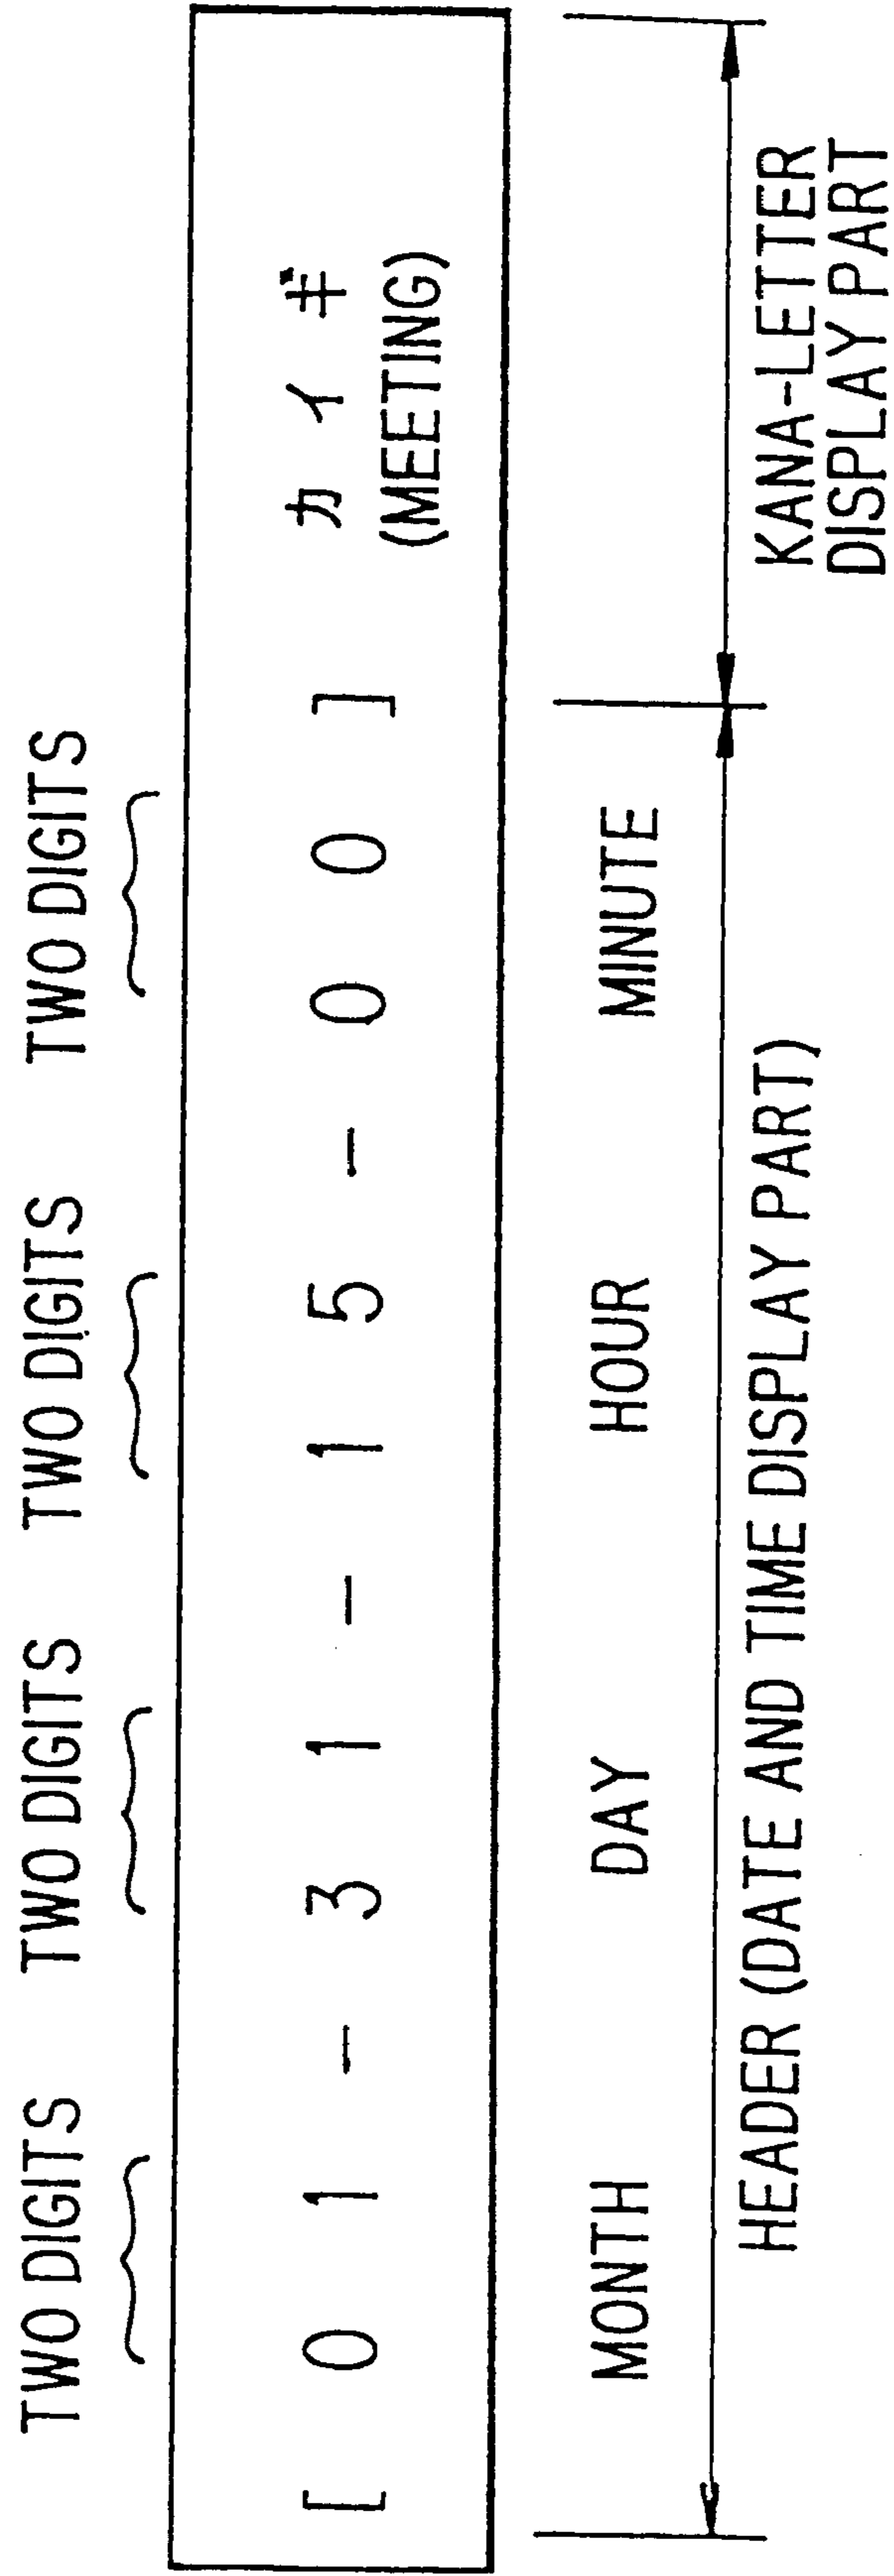 TWO DIGITS TWO DIGITS TWO DIGITS TWO DIGITS
[ 0 1 - 3 1 - 1 5 - 0 0 ] カ イ ギ
(MEETING)
MONTH DAY HOUR MINUTE
HEADER (DATE AND TIME DISPLAY PART)
KANA-LETTER
DISPLAY PART